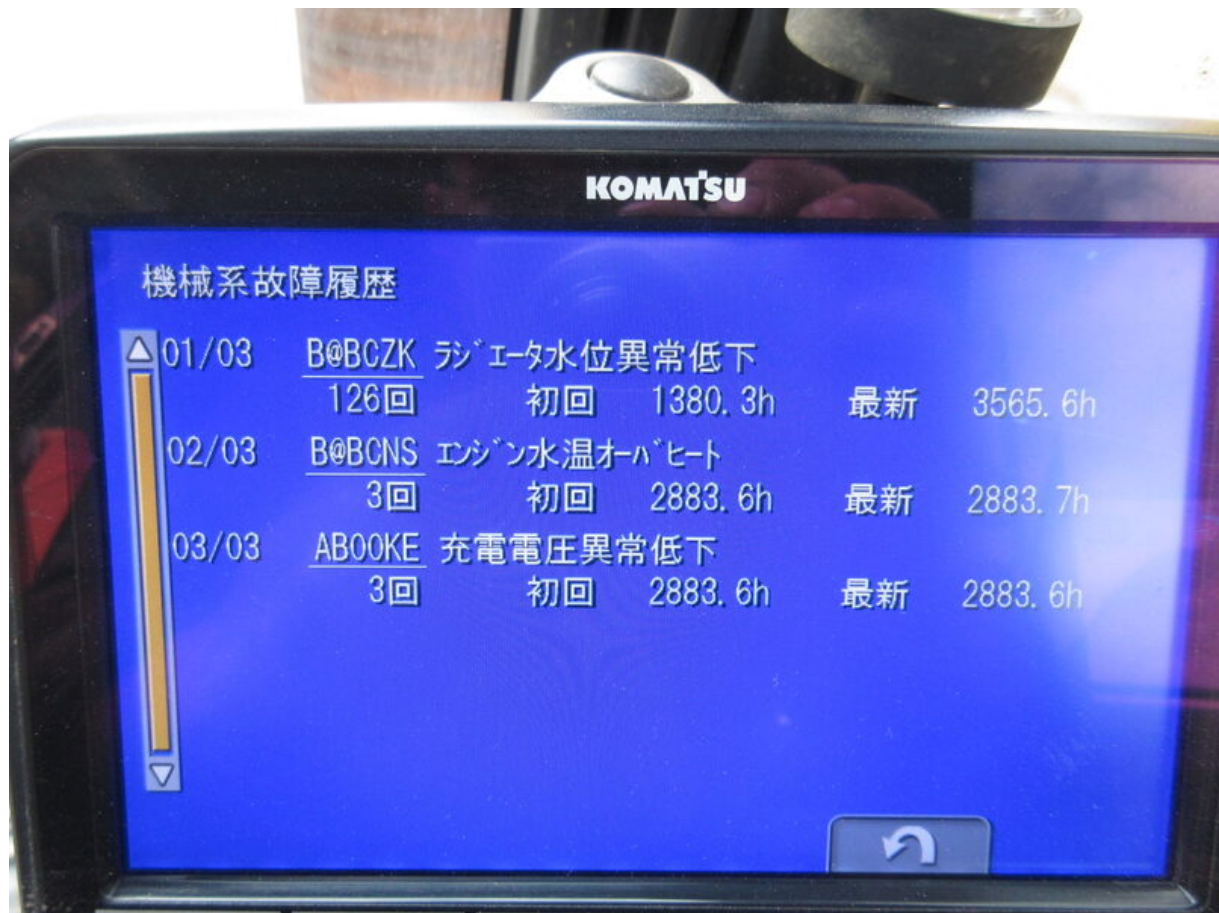 KOMATSU
機械系故障履歴
01/03 B@BCZK ﾗｼﾞｴｰﾀ水位異常低下
126回 初回 1380.3h 最新 3565.6h
02/03 B@BCNS ｴﾝｼﾞﾝ水温ｵｰﾊﾞﾋｰﾄ
3回 初回 2883.6h 最新 2883.7h
03/03 AB00KE 充電電圧異常低下
3回 初回 2883.6h 最新 2883.6h